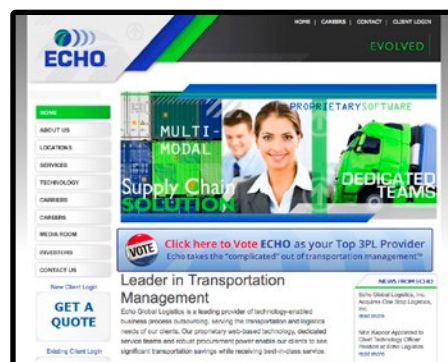 HOME | CAREERS | CONTACT | CLIENT LOGIN
ECHO
EVOLVED
HOME
ABOUT US
LOCATIONS
SERVICES
TECHNOLOGY
CARRIERS
CAREERS
MEDIA ROOM
INVESTORS
CONTACT US
New Client Login
GET A
QUOTE
Existing Client Login
PROPRIETARY SOFTWARE
MULTI-
MODAL
Supply Chain
SOLUTION
DEDICATED
TEAMS
VOTE
Click here to Vote ECHO as your Top 3PL Provider
Echo takes the "complicated" out of transportation management™
Leader in Transportation
Management
Echo Global Logistics is a leading provider of technology-enabled
business process outsourcing, serving the transportation and logistics
needs of our clients. Our proprietary web-based technology, dedicated
service teams and robust procurement power enable our clients to see
significant transportation savings while receiving best-in-class service.
NEWS FROM ECHO
Echo Global Logistics, Inc.
Acquires One Stop Logistics,
Inc.
read more
Nite Kapoor Appointed to
Chief Technology Officer
Position at Echo Logistics
read more